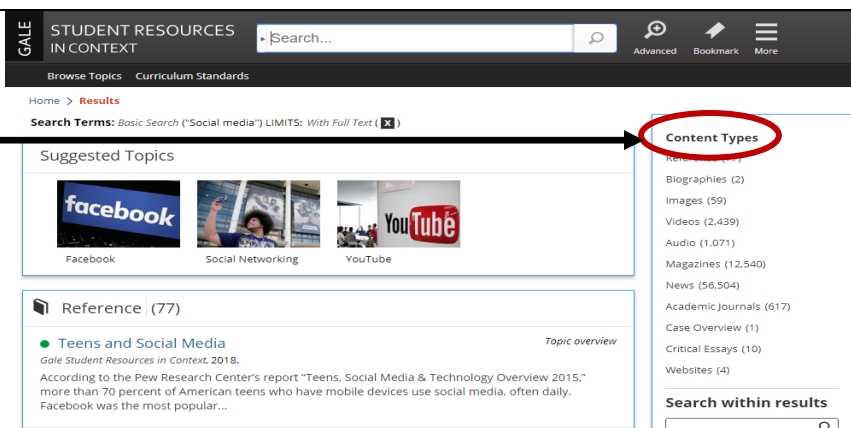 GALE
STUDENT RESOURCES
IN CONTEXT
Search...
Advanced
Bookmark
More
Browse Topics Curriculum Standards
Home > Results
Search Terms: Basic Search ("Social media") LIMITS: With Full Text ( X )
Suggested Topics
facebook
You Tube
Facebook
Social Networking
YouTube
Reference (77)
Teens and Social Media
Topic overview
Gale Student Resources in Context. 2018.
According to the Pew Research Center's report "Teens, Social Media & Technology Overview 2015,"
more than 70 percent of American teens who have mobile devices use social media, often daily.
Facebook was the most popular...
Content Types
Reference (77)
Biographies (2)
Images (59)
Videos (2,439)
Audio (1,071)
Magazines (12,540)
News (56,504)
Academic Journals (617)
Case Overview (1)
Critical Essays (10)
Websites (4)
Search within results